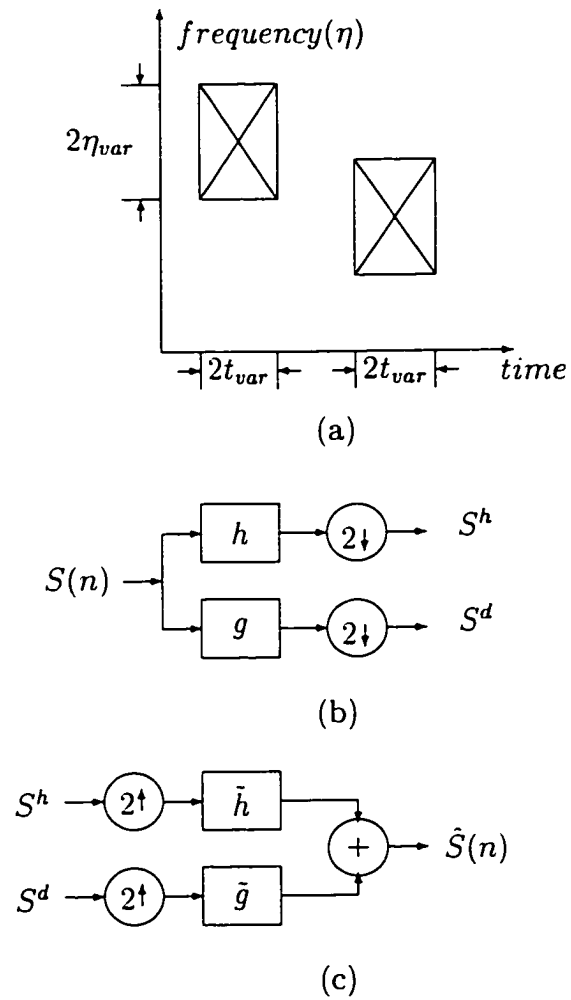 frequency(η)
2η_var
2t_var 2t_var time
(a)
h 2↓ S^h
S(n)
g 2↓ S^d
(b)
S^h 2↑ h̃
+ Ŝ(n)
S^d 2↑ g̃
(c)